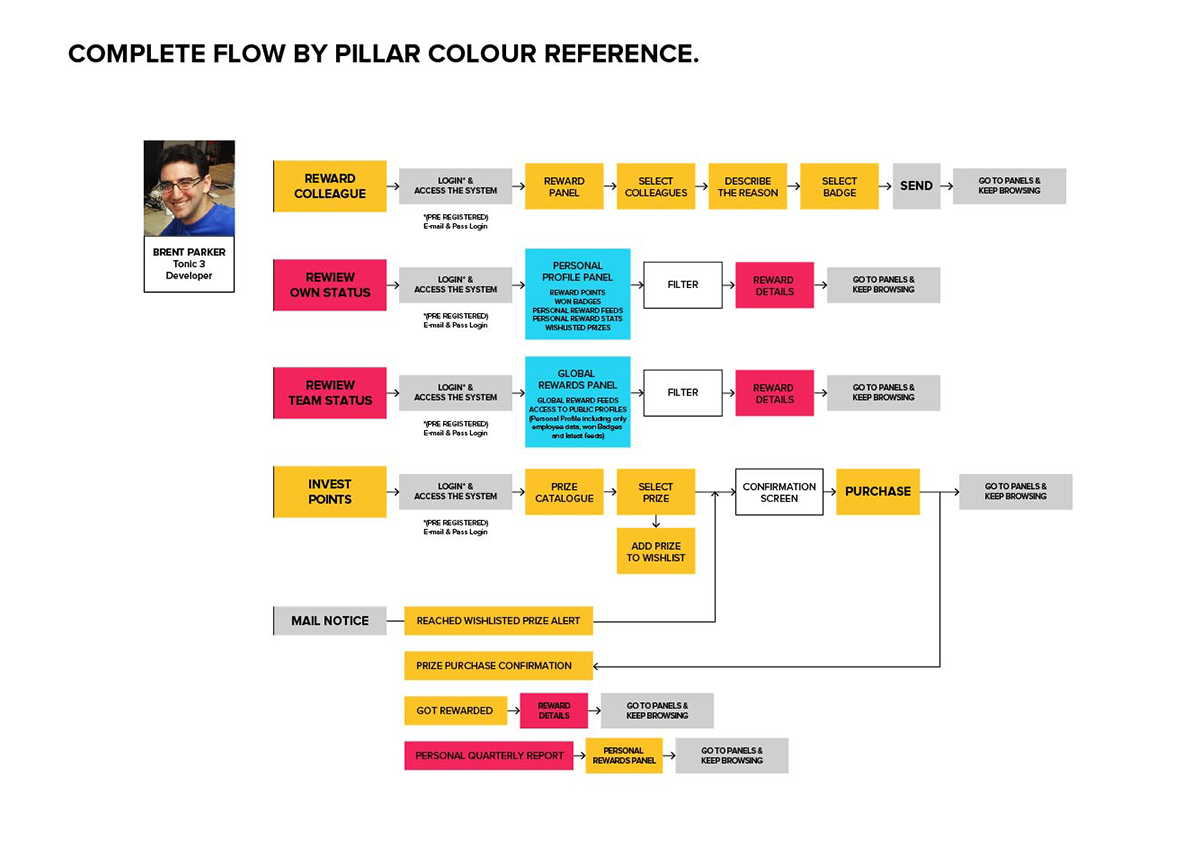 COMPLETE FLOW BY PILLAR COLOUR REFERENCE.
BRENT PARKER
Tonic 3
Developer
REWARD
COLLEAGUE
LOGIN* &
ACCESS THE SYSTEM
*(PRE REGISTERED)
E-mail & Pass Login
REWARD
PANEL
SELECT
COLLEAGUES
DESCRIBE
THE REASON
SELECT
BADGE
SEND
GO TO PANELS &
KEEP BROWSING
REWIEW
OWN STATUS
LOGIN* &
ACCESS THE SYSTEM
*(PRE REGISTERED)
E-mail & Pass Login
PERSONAL
PROFILE PANEL
REWARD POINTS
WON BADGES
PERSONAL REWARD FEEDS
PERSONAL REWARD STATS
WISHLISTED PRIZES
FILTER
REWARD
DETAILS
GO TO PANELS &
KEEP BROWSING
REWIEW
TEAM STATUS
LOGIN* &
ACCESS THE SYSTEM
*(PRE REGISTERED)
E-mail & Pass Login
GLOBAL
REWARDS PANEL
GLOBAL REWARD FEEDS
ACCESS TO PUBLIC PROFILES
(Personal Profile including only
employee data, won Badges
and latest feeds)
FILTER
REWARD
DETAILS
GO TO PANELS &
KEEP BROWSING
INVEST
POINTS
LOGIN* &
ACCESS THE SYSTEM
*(PRE REGISTERED)
E-mail & Pass Login
PRIZE
CATALOGUE
SELECT
PRIZE
ADD PRIZE
TO WISHLIST
CONFIRMATION
SCREEN
PURCHASE
GO TO PANELS &
KEEP BROWSING
MAIL NOTICE
REACHED WISHLISTED PRIZE ALERT
PRIZE PURCHASE CONFIRMATION
GOT REWARDED
REWARD
DETAILS
GO TO PANELS &
KEEP BROWSING
PERSONAL QUARTERLY REPORT
PERSONAL
REWARDS PANEL
GO TO PANELS &
KEEP BROWSING